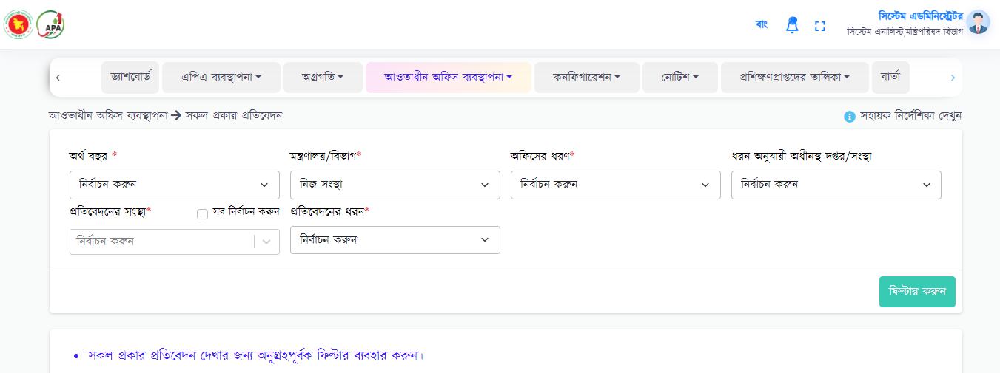 APA
বাং
সিস্টেম এডমিনিস্ট্রেটর
সিস্টেম এনালিস্ট,মন্ত্রিপরিষদ বিভাগ
ড্যাশবোর্ড এপিএ ব্যবস্থাপনা অগ্রগতি আওতাধীন অফিস ব্যবস্থাপনা কনফিগারেশন নোটিশ প্রশিক্ষণপ্রাপ্তদের তালিকা বার্তা
আওতাধীন অফিস ব্যবস্থাপনা → সকল প্রকার প্রতিবেদন সহায়ক নির্দেশিকা দেখুন
অর্থ বছর * মন্ত্রণালয়/বিভাগ* অফিসের ধরণ* ধরন অনুযায়ী অধীনস্থ দপ্তর/সংস্থা
নির্বাচন করুন নিজ সংস্থা নির্বাচন করুন নির্বাচন করুন
প্রতিবেদনের সংস্থা* সব নির্বাচন করুন প্রতিবেদনের ধরন*
নির্বাচন করুন নির্বাচন করুন
ফিল্টার করুন
• সকল প্রকার প্রতিবেদন দেখার জন্য অনুগ্রহপূর্বক ফিল্টার ব্যবহার করুন।